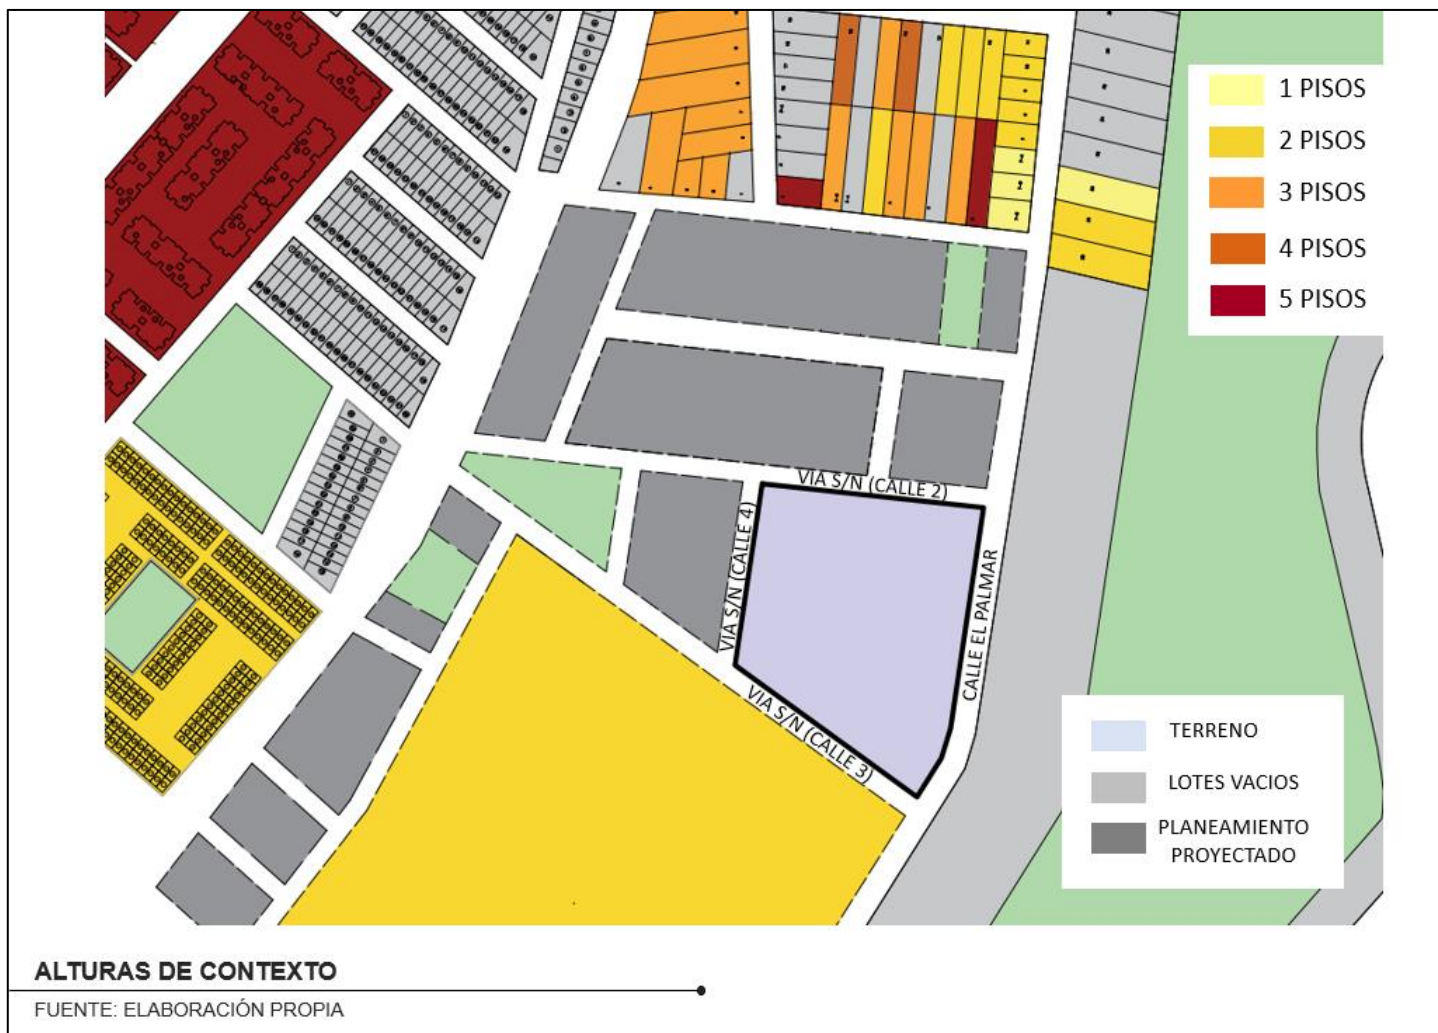 1 PISOS
2 PISOS
3 PISOS
4 PISOS
5 PISOS
VIA S/N (CALLE 2)
VIA S/N (CALLE 4)
CALLE EL PALMAR
VIA S/N (CALLE 3)
TERRENO
LOTES VACIOS
PLANEAMIENTO
PROYECTADO
ALTURAS DE CONTEXTO
FUENTE: ELABORACIÓN PROPIA